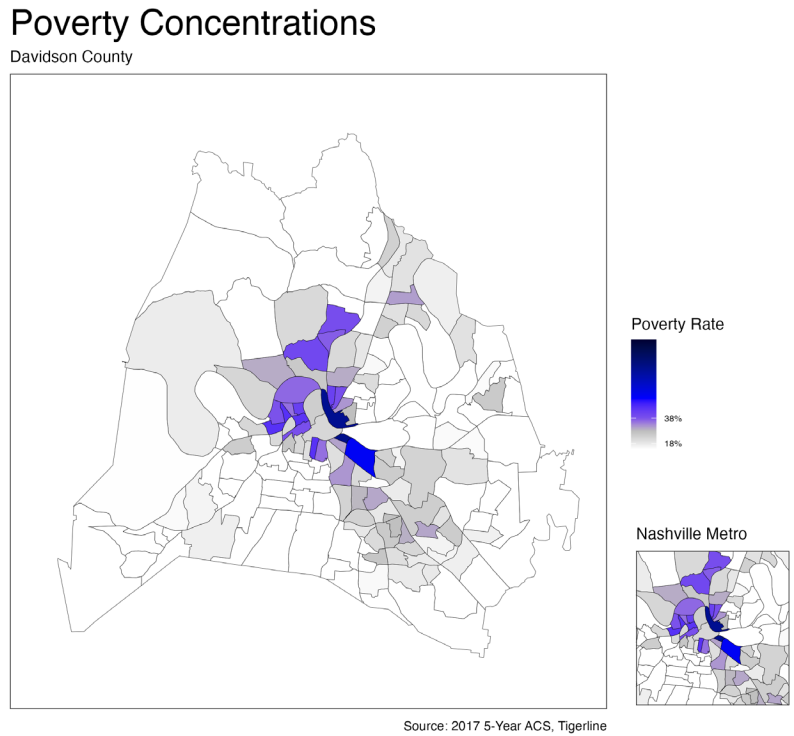 Poverty Concentrations
Davidson County
Poverty Rate
38%
18%
Nashville Metro
Source: 2017 5-Year ACS, Tigerline